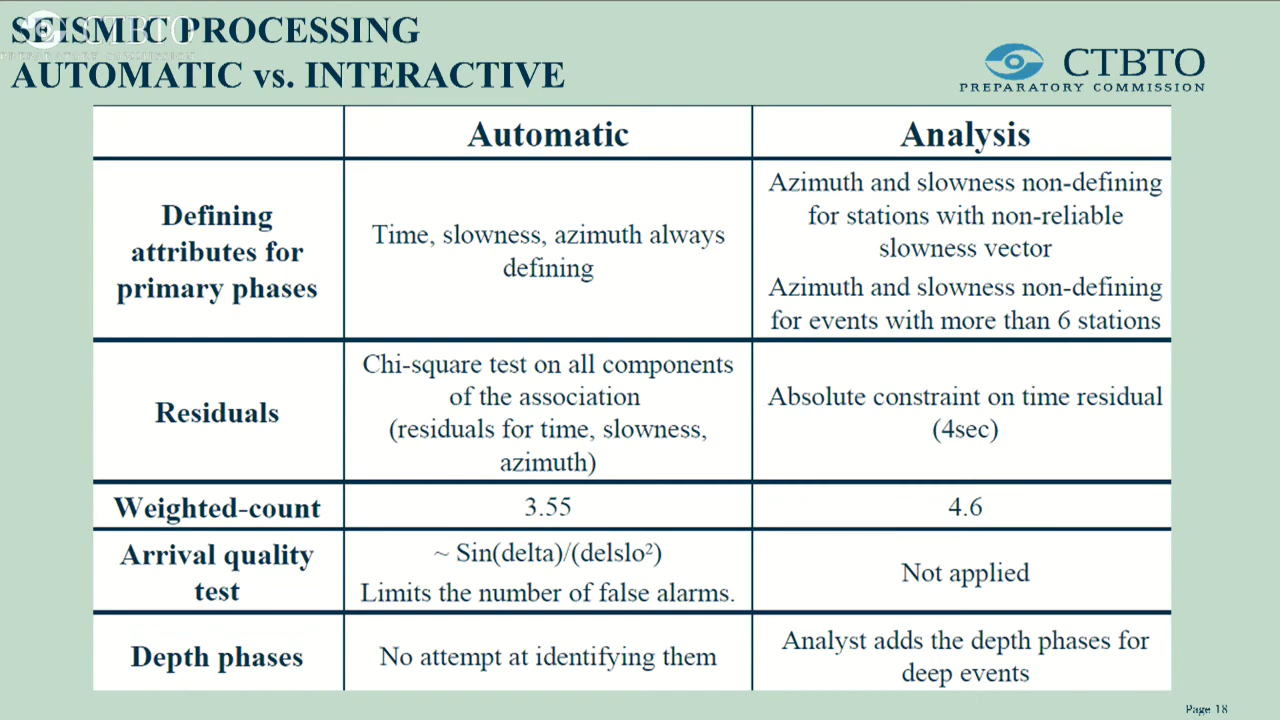 SEISMIC PROCESSING
AUTOMATIC vs. INTERACTIVE
CTBTO
PREPARATORY COMMISSION
CTBTO
PREPARATORY COMMISSION
Automatic
Analysis
Defining
attributes for
primary phases
Time, slowness, azimuth always
defining
Azimuth and slowness non-defining
for stations with non-reliable
slowness vector
Azimuth and slowness non-defining
for events with more than 6 stations
Residuals
Chi-square test on all components
of the association
(residuals for time, slowness,
azimuth)
Absolute constraint on time residual
(4sec)
Weighted-count
3.55
4.6
Arrival quality
test
~ Sin(delta)/(delslo²)
Limits the number of false alarms.
Not applied
Depth phases
No attempt at identifying them
Analyst adds the depth phases for
deep events
Page 18